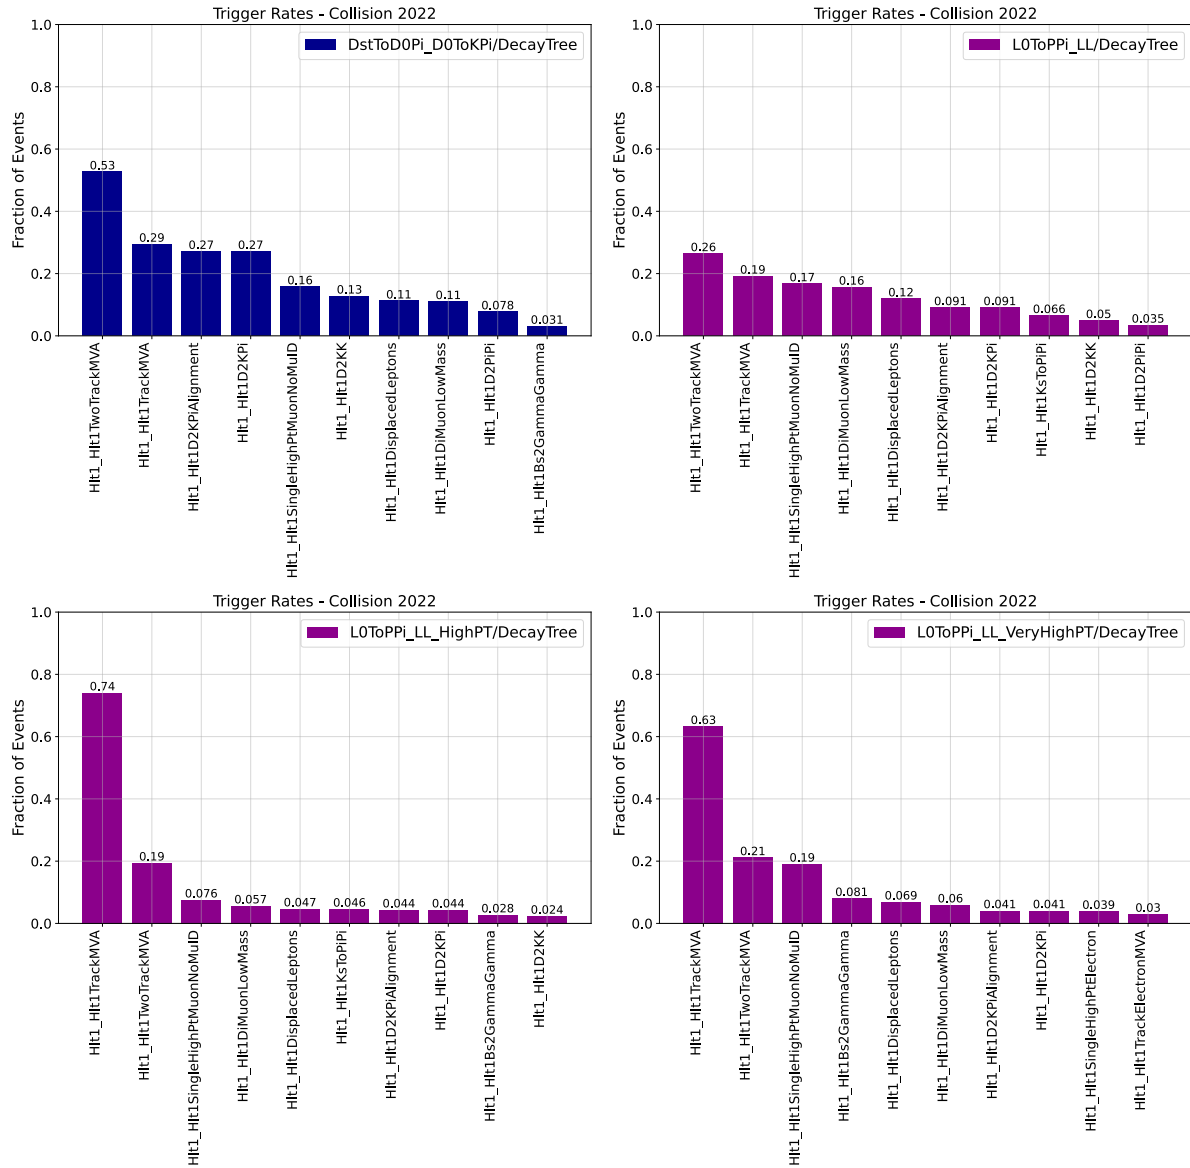 Trigger Rates - Collision 2022
Fraction of Events
1.0
0.8
0.6
0.4
0.2
0.0
DstToD0Pi_D0ToKPi/DecayTree
0.53
0.29
0.27
0.27
0.16
0.13
0.11
0.11
0.078
0.031
Hlt1_Hlt1TwoTrackMVA
Hlt1_Hlt1TrackMVA
Hlt1_Hlt1D2KPiAlignment
Hlt1_Hlt1D2KPi
Hlt1_Hlt1SingleHighPtMuonNoMuID
Hlt1_Hlt1D2KK
Hlt1_Hlt1DisplacedLeptons
Hlt1_Hlt1DiMuonLowMass
Hlt1_Hlt1D2PiPi
Hlt1_Hlt1Bs2GammaGamma
Trigger Rates - Collision 2022
Fraction of Events
1.0
0.8
0.6
0.4
0.2
0.0
L0ToPPi_LL/DecayTree
0.26
0.19
0.17
0.16
0.12
0.091
0.091
0.066
0.05
0.035
Hlt1_Hlt1TwoTrackMVA
Hlt1_Hlt1TrackMVA
Hlt1_Hlt1SingleHighPtMuonNoMuID
Hlt1_Hlt1DiMuonLowMass
Hlt1_Hlt1DisplacedLeptons
Hlt1_Hlt1D2KPiAlignment
Hlt1_Hlt1D2KPi
Hlt1_Hlt1KsToPiPi
Hlt1_Hlt1D2KK
Hlt1_Hlt1D2PiPi
Trigger Rates - Collision 2022
Fraction of Events
1.0
0.8
0.6
0.4
0.2
0.0
L0ToPPi_LL_HighPT/DecayTree
0.74
0.19
0.076
0.057
0.047
0.046
0.044
0.044
0.028
0.024
Hlt1_Hlt1TrackMVA
Hlt1_Hlt1TwoTrackMVA
Hlt1_Hlt1SingleHighPtMuonNoMuID
Hlt1_Hlt1DiMuonLowMass
Hlt1_Hlt1DisplacedLeptons
Hlt1_Hlt1KsToPiPi
Hlt1_Hlt1D2KPiAlignment
Hlt1_Hlt1D2KPi
Hlt1_Hlt1Bs2GammaGamma
Hlt1_Hlt1D2KK
Trigger Rates - Collision 2022
Fraction of Events
1.0
0.8
0.6
0.4
0.2
0.0
L0ToPPi_LL_VeryHighPT/DecayTree
0.63
0.21
0.19
0.081
0.069
0.06
0.041
0.041
0.039
0.03
Hlt1_Hlt1TrackMVA
Hlt1_Hlt1TwoTrackMVA
Hlt1_Hlt1SingleHighPtMuonNoMuID
Hlt1_Hlt1Bs2GammaGamma
Hlt1_Hlt1DisplacedLeptons
Hlt1_Hlt1DiMuonLowMass
Hlt1_Hlt1D2KPiAlignment
Hlt1_Hlt1D2KPi
Hlt1_Hlt1SingleHighPtElectron
Hlt1_Hlt1TrackElectronMVA